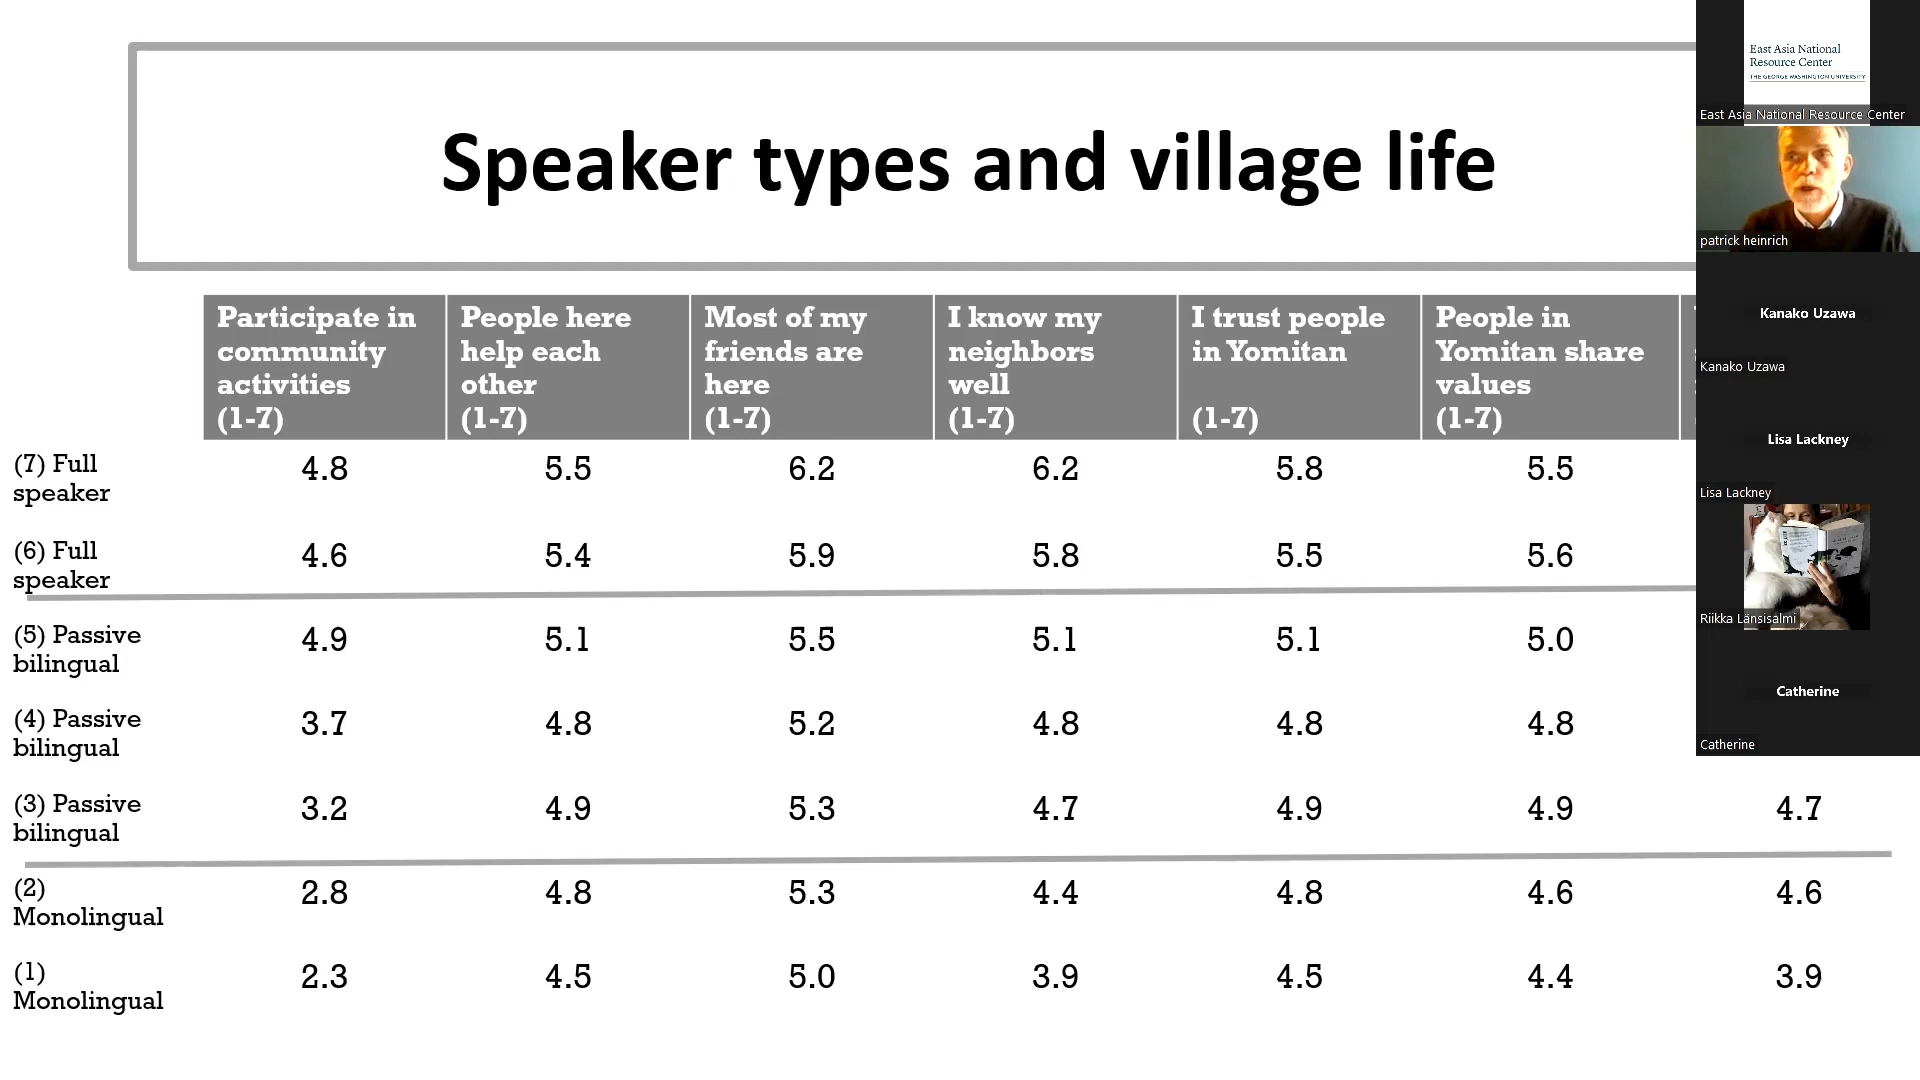 Speaker types and village life
Participate in
community
activities
(1-7)
People here
help each
other
(1-7)
Most of my
friends are
here
(1-7)
I know my
neighbors
well
(1-7)
I trust people
in Yomitan
(1-7)
People in
Yomitan share
values
(1-7)
(7) Full
speaker
4.8 5.5 6.2 6.2 5.8 5.5
(6) Full
speaker
4.6 5.4 5.9 5.8 5.5 5.6
(5) Passive
bilingual
4.9 5.1 5.5 5.1 5.1 5.0
(4) Passive
bilingual
3.7 4.8 5.2 4.8 4.8 4.8
(3) Passive
bilingual
3.2 4.9 5.3 4.7 4.9 4.9 4.7
(2)
Monolingual
2.8 4.8 5.3 4.4 4.8 4.6 4.6
(1)
Monolingual
2.3 4.5 5.0 3.9 4.5 4.4 3.9
East Asia National
Resource Center
THE GEORGE WASHINGTON UNIVERSITY
East Asia National Resource Center
patrick heinrich
Kanako Uzawa
Kanako Uzawa
Lisa Lackney
Lisa Lackney
Riikka Länsisalmi
Catherine
Catherine